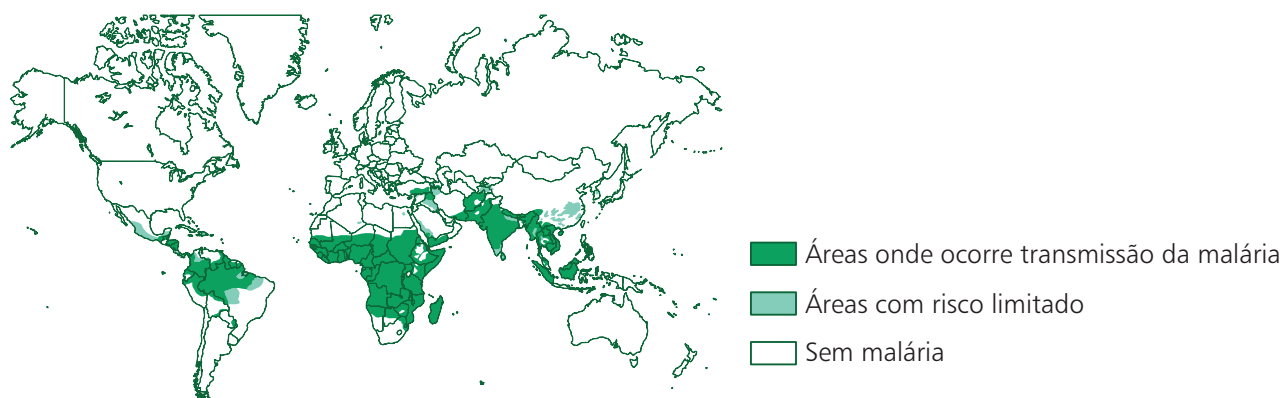 Áreas onde ocorre transmissão da malária
Áreas com risco limitado
Sem malária